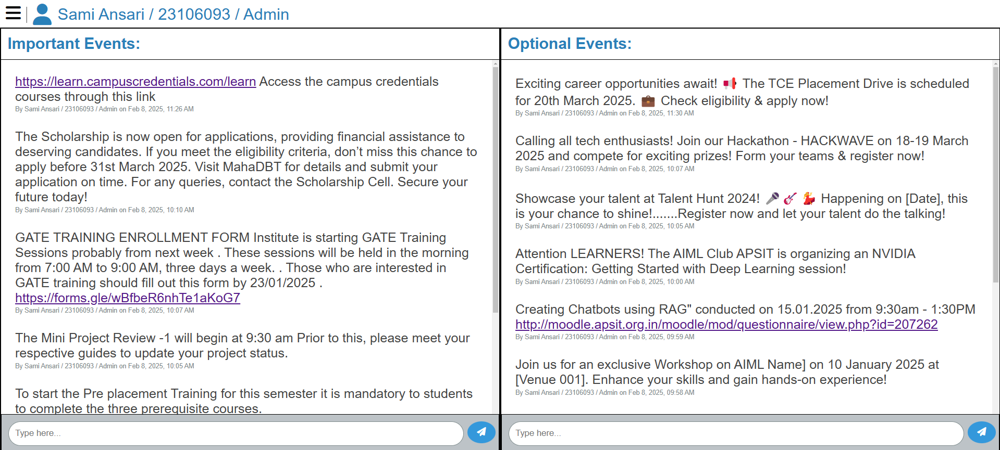 Sami Ansari / 23106093 / Admin
Important Events:
https://learn.campuscredentials.com/learn Access the campus credentials
courses through this link
By Sami Ansari / 23106093 / Admin on Feb 8, 2025, 11:26 AM
The Scholarship is now open for applications, providing financial assistance to
deserving candidates. If you meet the eligibility criteria, don’t miss this chance to
apply before 31st March 2025. Visit MahaDBT for details and submit your
application on time. For any queries, contact the Scholarship Cell. Secure your
future today!
By Sami Ansari / 23106093 / Admin on Feb 8, 2025, 10:10 AM
GATE TRAINING ENROLLMENT FORM Institute is starting GATE Training
Sessions probably from next week . These sessions will be held in the morning
from 7:00 AM to 9:00 AM, three days a week. . Those who are interested in
GATE training should fill out this form by 23/01/2025 .
https://forms.gle/wBfbeR6nhTe1aKoG7
By Sami Ansari / 23106093 / Admin on Feb 8, 2025, 10:07 AM
The Mini Project Review -1 will begin at 9:30 am Prior to this, please meet your
respective guides to update your project status.
By Sami Ansari / 23106093 / Admin on Feb 8, 2025, 10:05 AM
To start the Pre placement Training for this semester it is mandatory to students
to complete the three prerequisite courses.
Type here...
Optional Events:
Exciting career opportunities await! 📢 The TCE Placement Drive is scheduled
for 20th March 2025. 💼 Check eligibility & apply now!
By Sami Ansari / 23106093 / Admin on Feb 8, 2025, 11:30 AM
Calling all tech enthusiasts! Join our Hackathon - HACKWAVE on 18-19 March
2025 and compete for exciting prizes! Form your teams & register now!
By Sami Ansari / 23106093 / Admin on Feb 8, 2025, 10:07 AM
Showcase your talent at Talent Hunt 2024! 🎤🎸💃 Happening on [Date], this
is your chance to shine!.......Register now and let your talent do the talking!
By Sami Ansari / 23106093 / Admin on Feb 8, 2025, 10:05 AM
Attention LEARNERS! The AIML Club APSIT is organizing an NVIDIA
Certification: Getting Started with Deep Learning session!
By Sami Ansari / 23106093 / Admin on Feb 8, 2025, 10:00 AM
Creating Chatbots using RAG" conducted on 15.01.2025 from 9:30am - 1:30PM
http://moodle.apsit.org.in/moodle/mod/questionnaire/view.php?id=207262
By Sami Ansari / 23106093 / Admin on Feb 8, 2025, 09:59 AM
Join us for an exclusive Workshop on AIML Name] on 10 January 2025 at
[Venue 001]. Enhance your skills and gain hands-on experience!
By Sami Ansari / 23106093 / Admin on Feb 8, 2025, 09:58 AM
Type here...